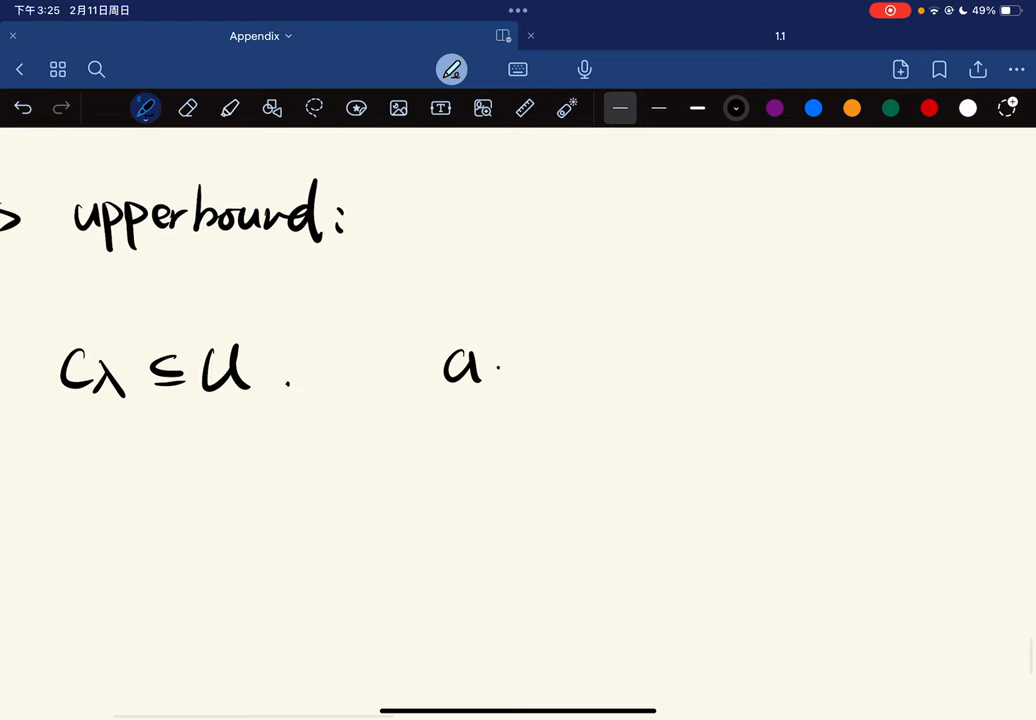 下午3:25 2月11日周日 49%
Appendix 1.1
upperbound:
Cλ ⊆ U . a .